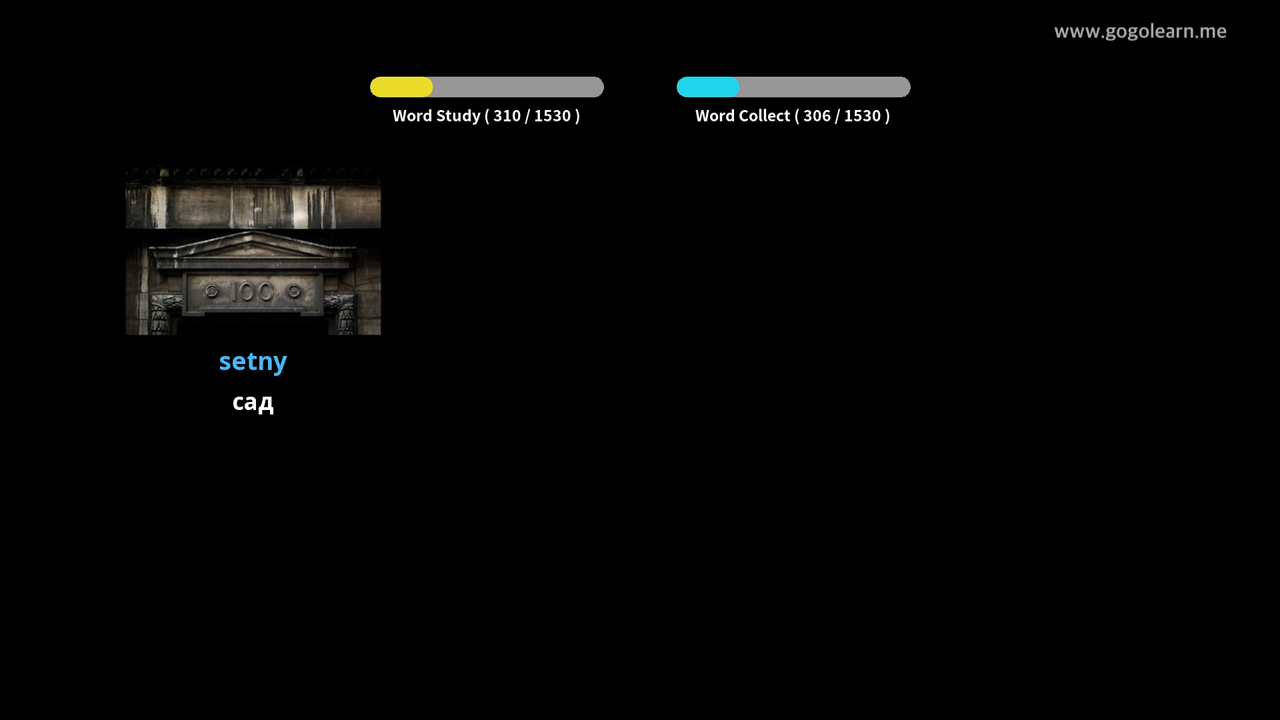 www.gogolearn.me
Word Study ( 310 / 1530 )
Word Collect ( 306 / 1530 )
100
setny
сад